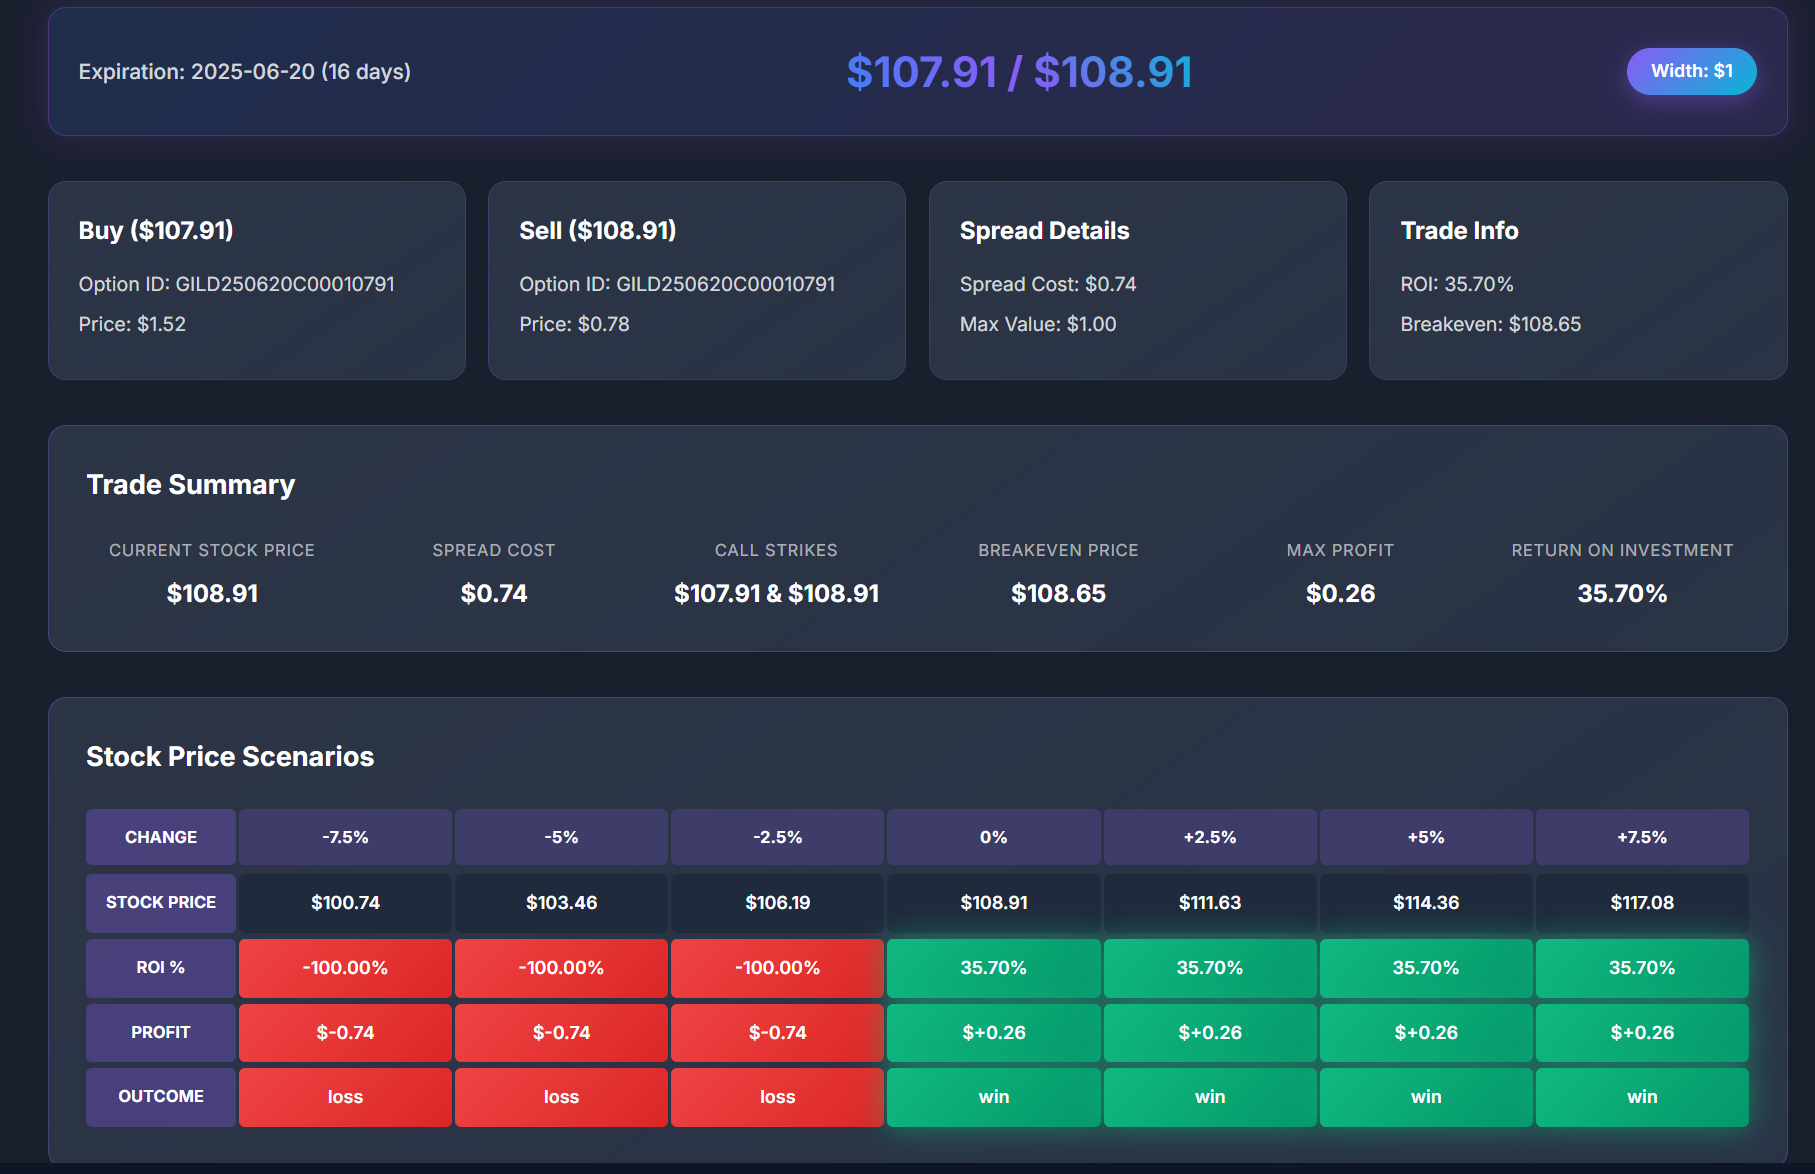 Expiration: 2025-06-20 (16 days)
$107.91 / $108.91
Width: $1
Buy ($107.91)
Option ID: GILD250620C00010791
Price: $1.52
Sell ($108.91)
Option ID: GILD250620C00010791
Price: $0.78
Spread Details
Spread Cost: $0.74
Max Value: $1.00
Trade Info
ROI: 35.70%
Breakeven: $108.65
Trade Summary
CURRENT STOCK PRICE
$108.91
SPREAD COST
$0.74
CALL STRIKES
$107.91 & $108.91
BREAKEVEN PRICE
$108.65
MAX PROFIT
$0.26
RETURN ON INVESTMENT
35.70%
Stock Price Scenarios
CHANGE -7.5% -5% -2.5% 0% +2.5% +5% +7.5%
STOCK PRICE $100.74 $103.46 $106.19 $108.91 $111.63 $114.36 $117.08
ROI % -100.00% -100.00% -100.00% 35.70% 35.70% 35.70% 35.70%
PROFIT $-0.74 $-0.74 $-0.74 $+0.26 $+0.26 $+0.26 $+0.26
OUTCOME loss loss loss win win win win